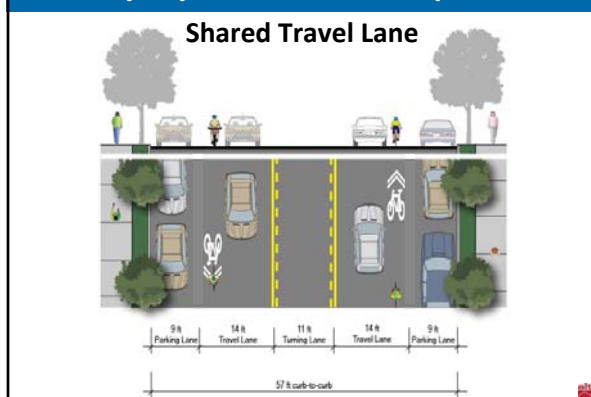 Shared Travel Lane
9 ft 14 ft 11 ft 14 ft 9 ft
Parking Lane Travel Lane Turning Lane Travel Lane Parking Lane
57 ft curb-to-curb